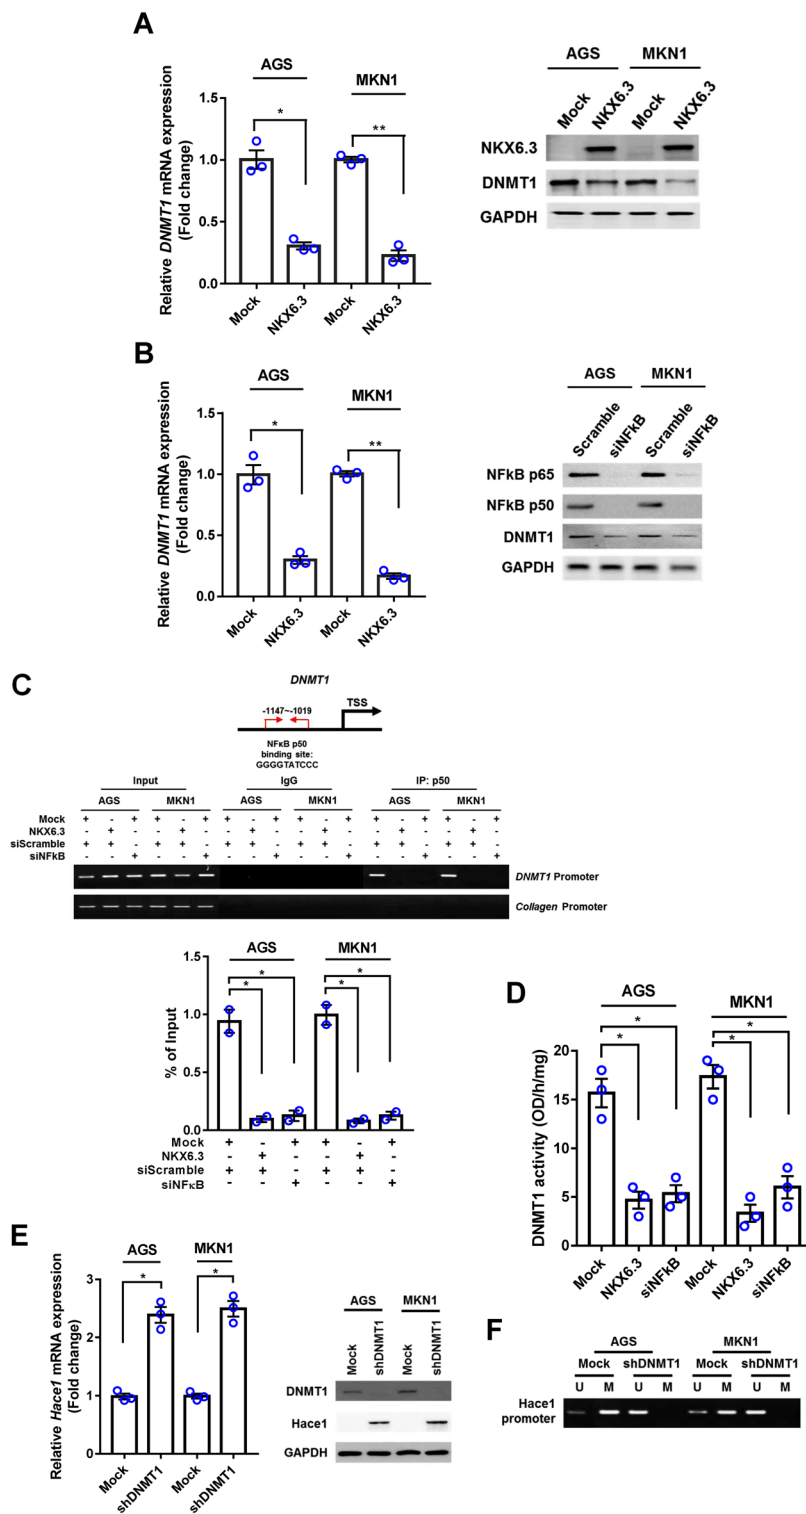 A
AGS
MKN1
Relative DNMT1 mRNA expression
(Fold change)
1.5
1.0
0.5
0.0
*
**
Mock
NKX6.3
Mock
NKX6.3
AGS MKN1
Mock NKX6.3 Mock NKX6.3
NKX6.3
DNMT1
GAPDH
B
AGS
MKN1
Relative DNMT1 mRNA expression
(Fold change)
1.5
1.0
0.5
0.0
*
**
Mock
NKX6.3
Mock
NKX6.3
AGS MKN1
Scramble siNFkB Scramble siNFkB
NFkB p65
NFkB p50
DNMT1
GAPDH
C
DNMT1
-1147~-1019
TSS
NFκB p50
binding site:
GGGGTATCCC
Input IgG IP: p50
AGS MKN1 AGS MKN1 AGS MKN1
Mock + - + + - + + - + + - + + - + + - +
NKX6.3 - + - - + - - + - - + - - + - - + -
siScramble + + - + + - + + - + + - + + - + + -
siNFkB - - + - - + - - + - - + - - + - - +
DNMT1 Promoter
Collagen Promoter
AGS MKN1
% of Input
1.5
1.0
0.5
0.0
* * * *
Mock + - + + - +
NKX6.3 - + - - + -
siScramble + + - + + -
siNFκB - - + - - +
D
AGS
MKN1
DNMT1 activity (OD/h/mg)
20
15
10
5
0
* * * *
Mock
NKX6.3
siNFkB
Mock
NKX6.3
siNFkB
E
AGS MKN1
Relative Hace1 mRNA expression
(Fold change)
3
2
1
0
* *
Mock
shDNMT1
Mock
shDNMT1
AGS MKN1
Mock shDNMT1 Mock shDNMT1
DNMT1
Hace1
GAPDH
F
AGS MKN1
Mock shDNMT1 Mock shDNMT1
U M U M U M U M
Hace1
promoter